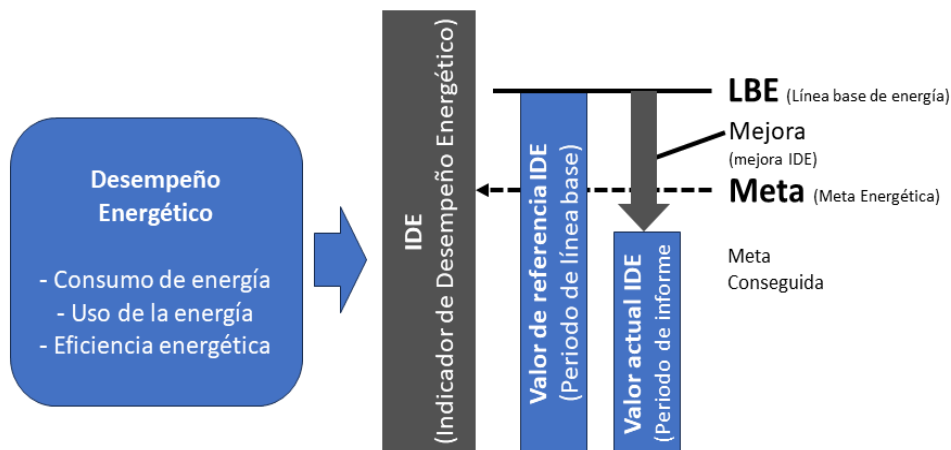 Desempeño
Energético
- Consumo de energía
- Uso de la energía
- Eficiencia energética
IDE
(Indicador de Desempeño Energético)
Valor de referencia IDE
(Periodo de línea base)
Valor actual IDE
(Periodo de informe
LBE (Línea base de energía)
Mejora
(mejora IDE)
Meta (Meta Energética)
Meta
Conseguida